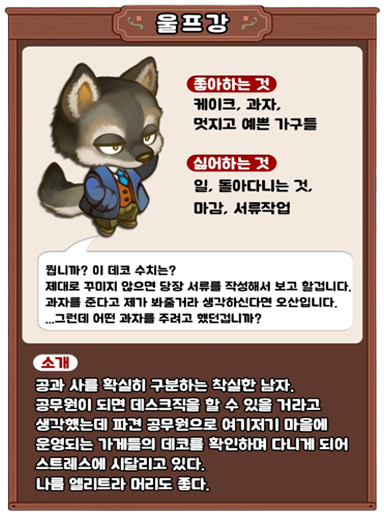 울프강
좋아하는 것
케이크, 과자,
멋지고 예쁜 가구들
싫어하는 것
일, 돌아다니는 것,
마감, 서류작업
뭡니까? 이 데코 수치는?
제대로 꾸미지 않으면 당장 서류를 작성해서 보고 할겁니다.
과자를 준다고 제가 봐줄거라 생각하신다면 오산입니다.
...그런데 어떤 과자를 주려고 했던겁니까?
소개
공과 사를 확실히 구분하는 착실한 남자.
공무원이 되면 데스크직을 할 수 있을 거라고
생각했는데 파견 공무원으로 여기저기 마을에
운영되는 가게들의 데코를 확인하며 다니게 되어
스트레스에 시달리고 있다.
나름 엘리트라 머리도 좋다.